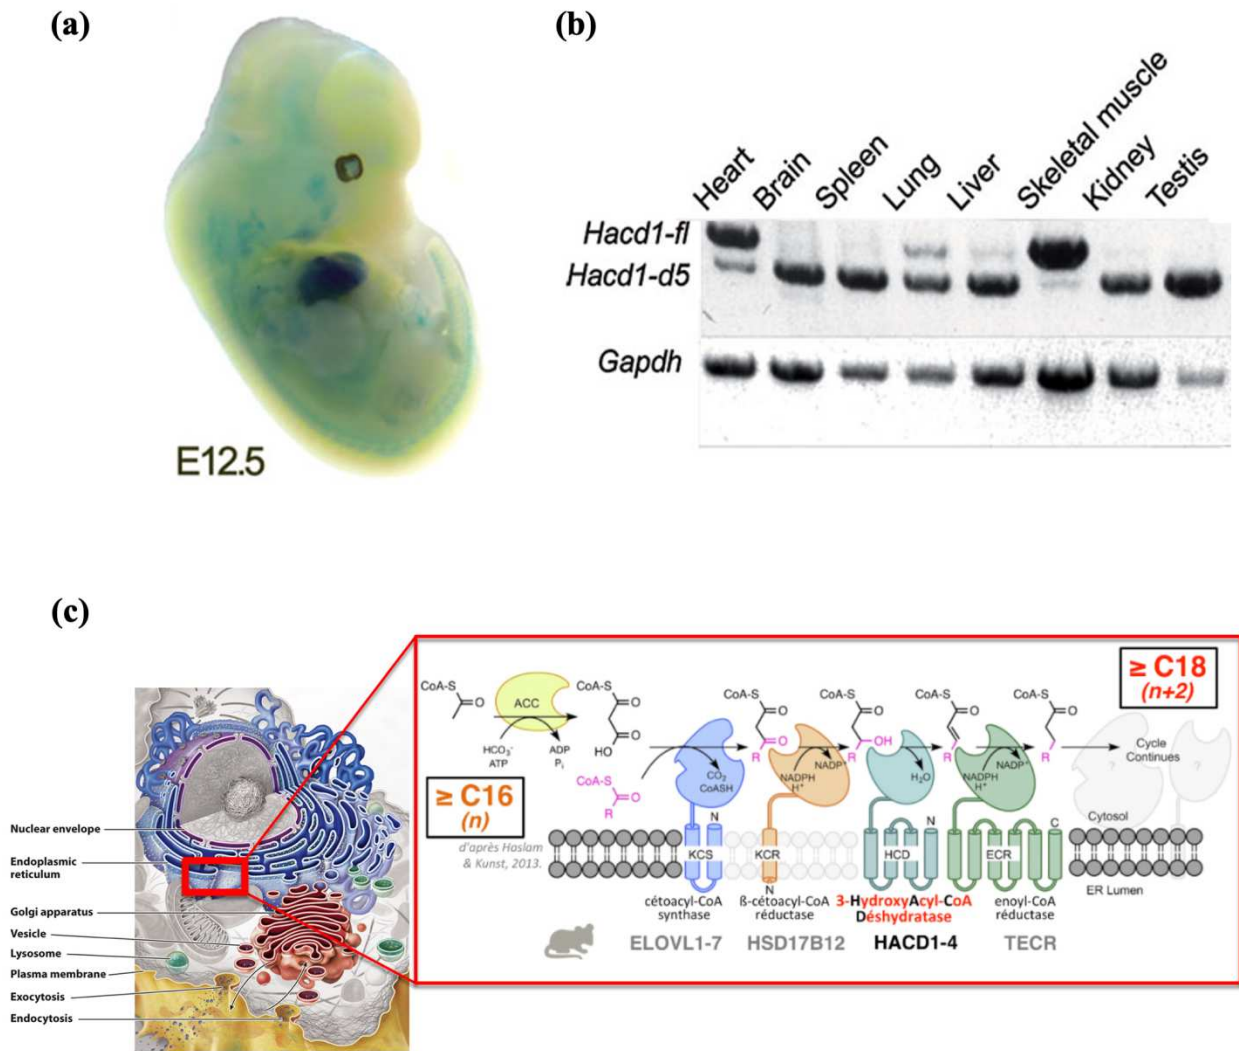 (a)
E12.5
(b)
Heart
Brain
Spleen
Lung
Liver
Skeletal muscle
Kidney
Testis
Hacd1-fl
Hacd1-d5
Gapdh
(c)
Nuclear envelope
Endoplasmic
reticulum
Golgi apparatus
Vesicle
Lysosome
Plasma membrane
Exocytosis
Endocytosis
≥ C16
(n)
≥ C18
(n+2)
CoA-S
O
ACC
HCO₃⁻
ATP
ADP
Pᵢ
CoA-S
O
HO
O
CoA-S
O
R
CO₂
CoASH
CoA-S
O
O
R
NADPH
H⁺
NADP⁺
CoA-S
O
OH
R
H₂O
CoA-S
O
R
NADPH
H⁺
NADP⁺
CoA-S
O
R
Cycle
Continues
?
?
Cytosol
ER Lumen
d'après Haslam
& Kunst, 2013.
N
KCS
KCR
N
N
HCD
C
ECR
cétoacyl-CoA
synthase
ß-cétoacyl-CoA
réductase
3-HydroxyAcyl-CoA
Déshydratase
enoyl-CoA
réductase
ELOVL1-7
HSD17B12
HACD1-4
TECR